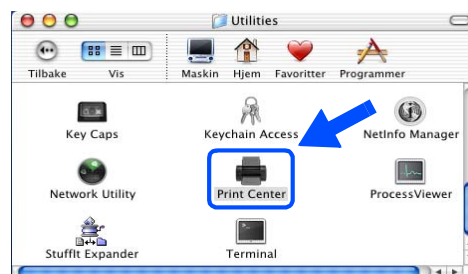 Utilities
Tilbake Vis Maskin Hjem Favoritter Programmer
Key Caps Keychain Access NetInfo Manager
Network Utility Print Center ProcessViewer
StuffIt Expander Terminal